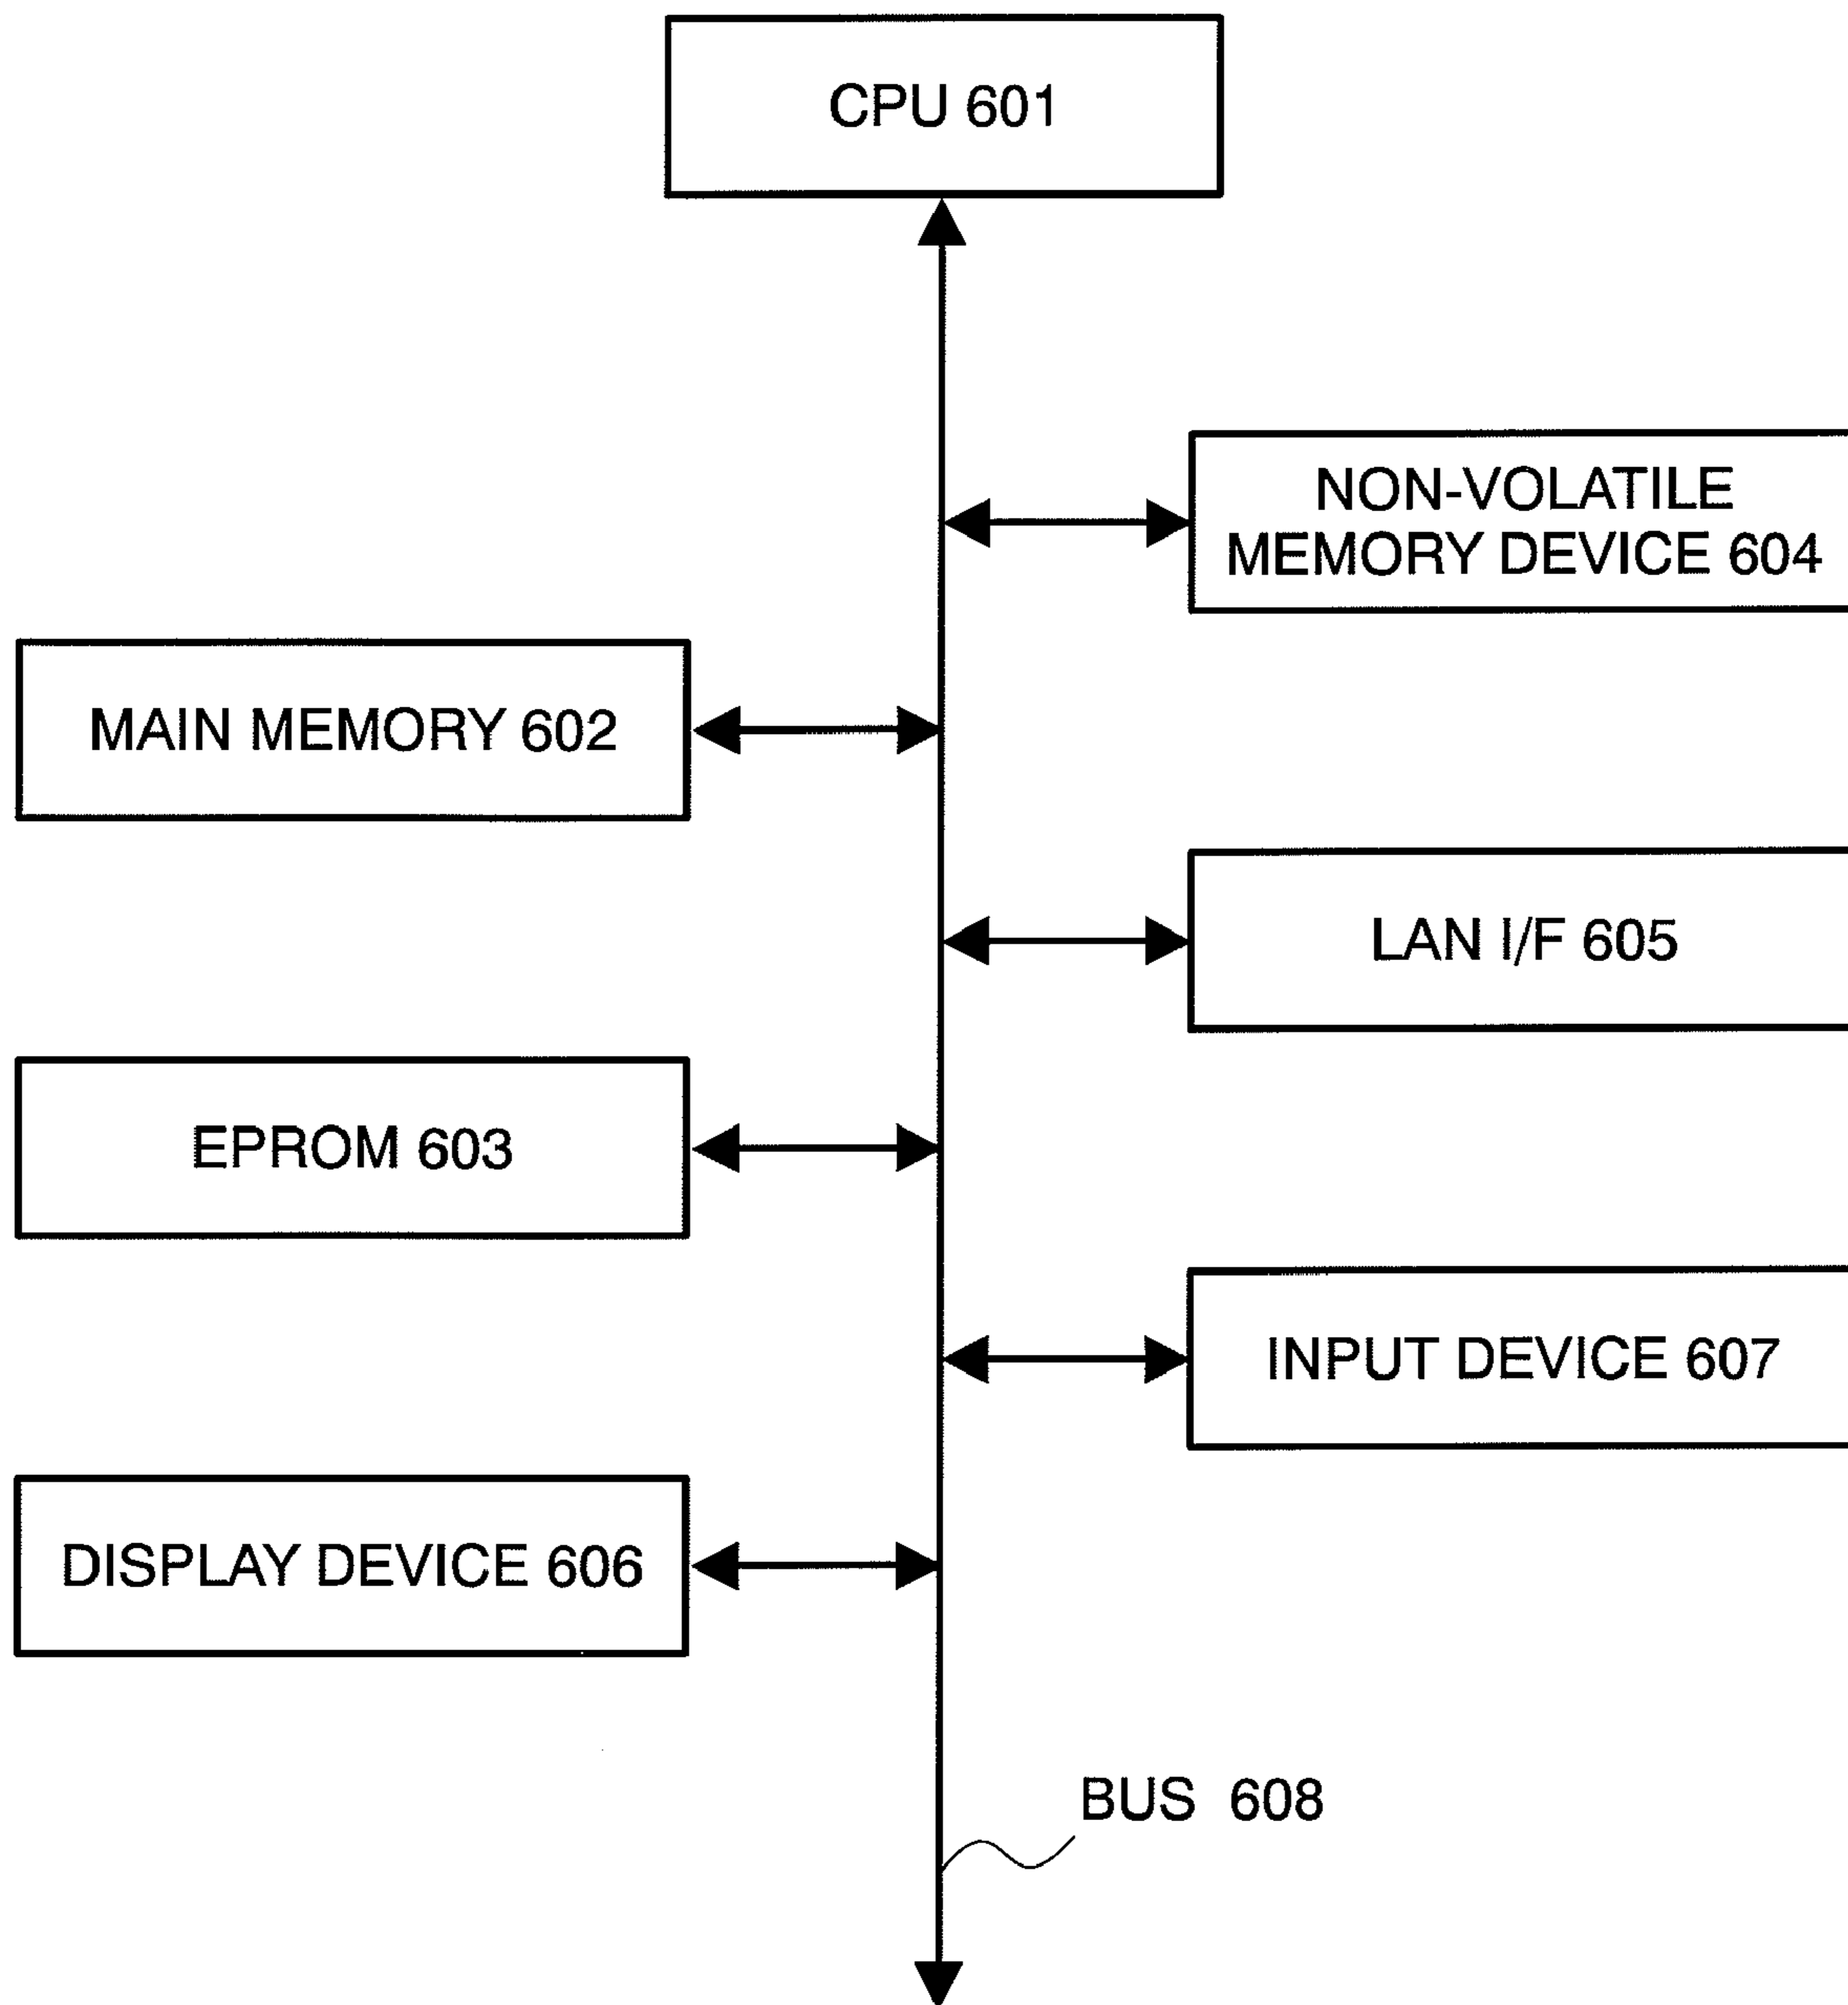 CPU 601
NON-VOLATILE
MEMORY DEVICE 604
MAIN MEMORY 602
LAN I/F 605
EPROM 603
INPUT DEVICE 607
DISPLAY DEVICE 606
BUS 608